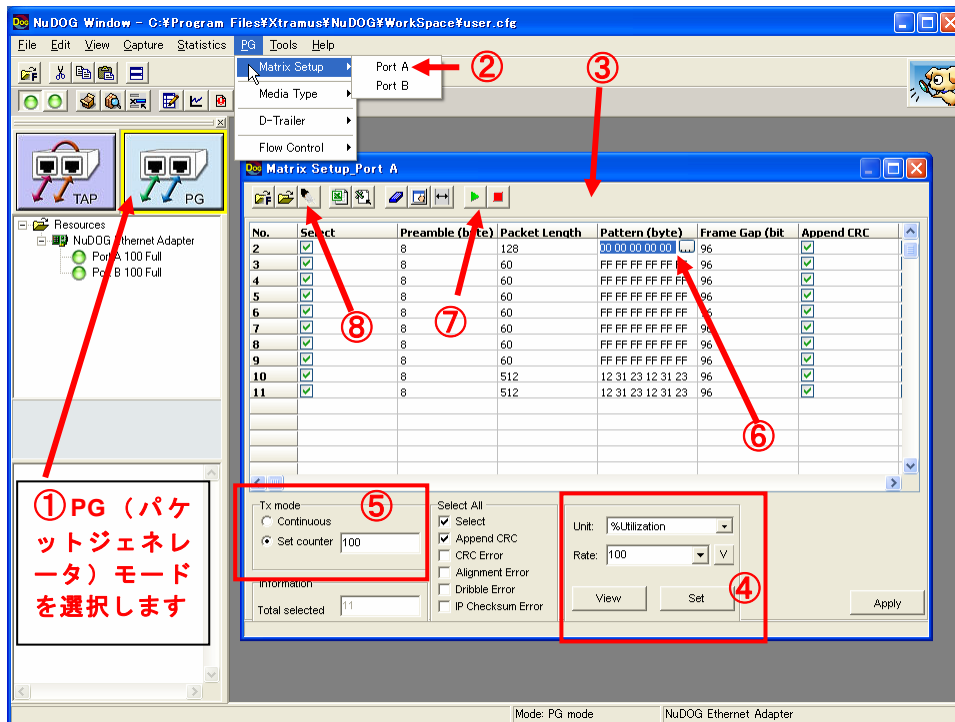 NuDOG Window - C:¥Program Files¥Xtramus¥NuDOG¥WorkSpace¥user.cfg
File Edit View Capture Statistics PG Tools Help
Matrix Setup
Media Type
D-Trailer
Flow Control
Port A
Port B
②
③
TAP
PG
Resources
NuDOG Ethernet Adapter
Port A 100 Full
Port B 100 Full
Matrix Setup_Port A
No. Select Preamble (byte) Packet Length Pattern (byte) Frame Gap (bit Append CRC
2 8 128 00 00 00 00 00 ... 96
3 8 60 FF FF FF FF FF FF 96
4 8 60 FF FF FF FF FF FF 96
5 8 60 FF FF FF FF FF FF 96
6 8 60 FF FF FF FF FF FF 96
7 8 60 FF FF FF FF FF FF 96
8 8 60 FF FF FF FF FF FF 96
9 8 60 FF FF FF FF FF FF 96
10 8 512 12 31 23 12 31 23 96
11 8 512 12 31 23 12 31 23 96
⑧
⑦
⑥
①PG（パケ
ットジェネレ
ータ）モード
を選択します
Tx mode
⑤
Continuous
Set counter 100
Information
Total selected 11
Select All
Select
Append CRC
CRC Error
Alignment Error
Dribble Error
IP Checksum Error
Unit: %Utilization
Rate: 100 V
④
View Set
Apply
Mode: PG mode NuDOG Ethernet Adapter